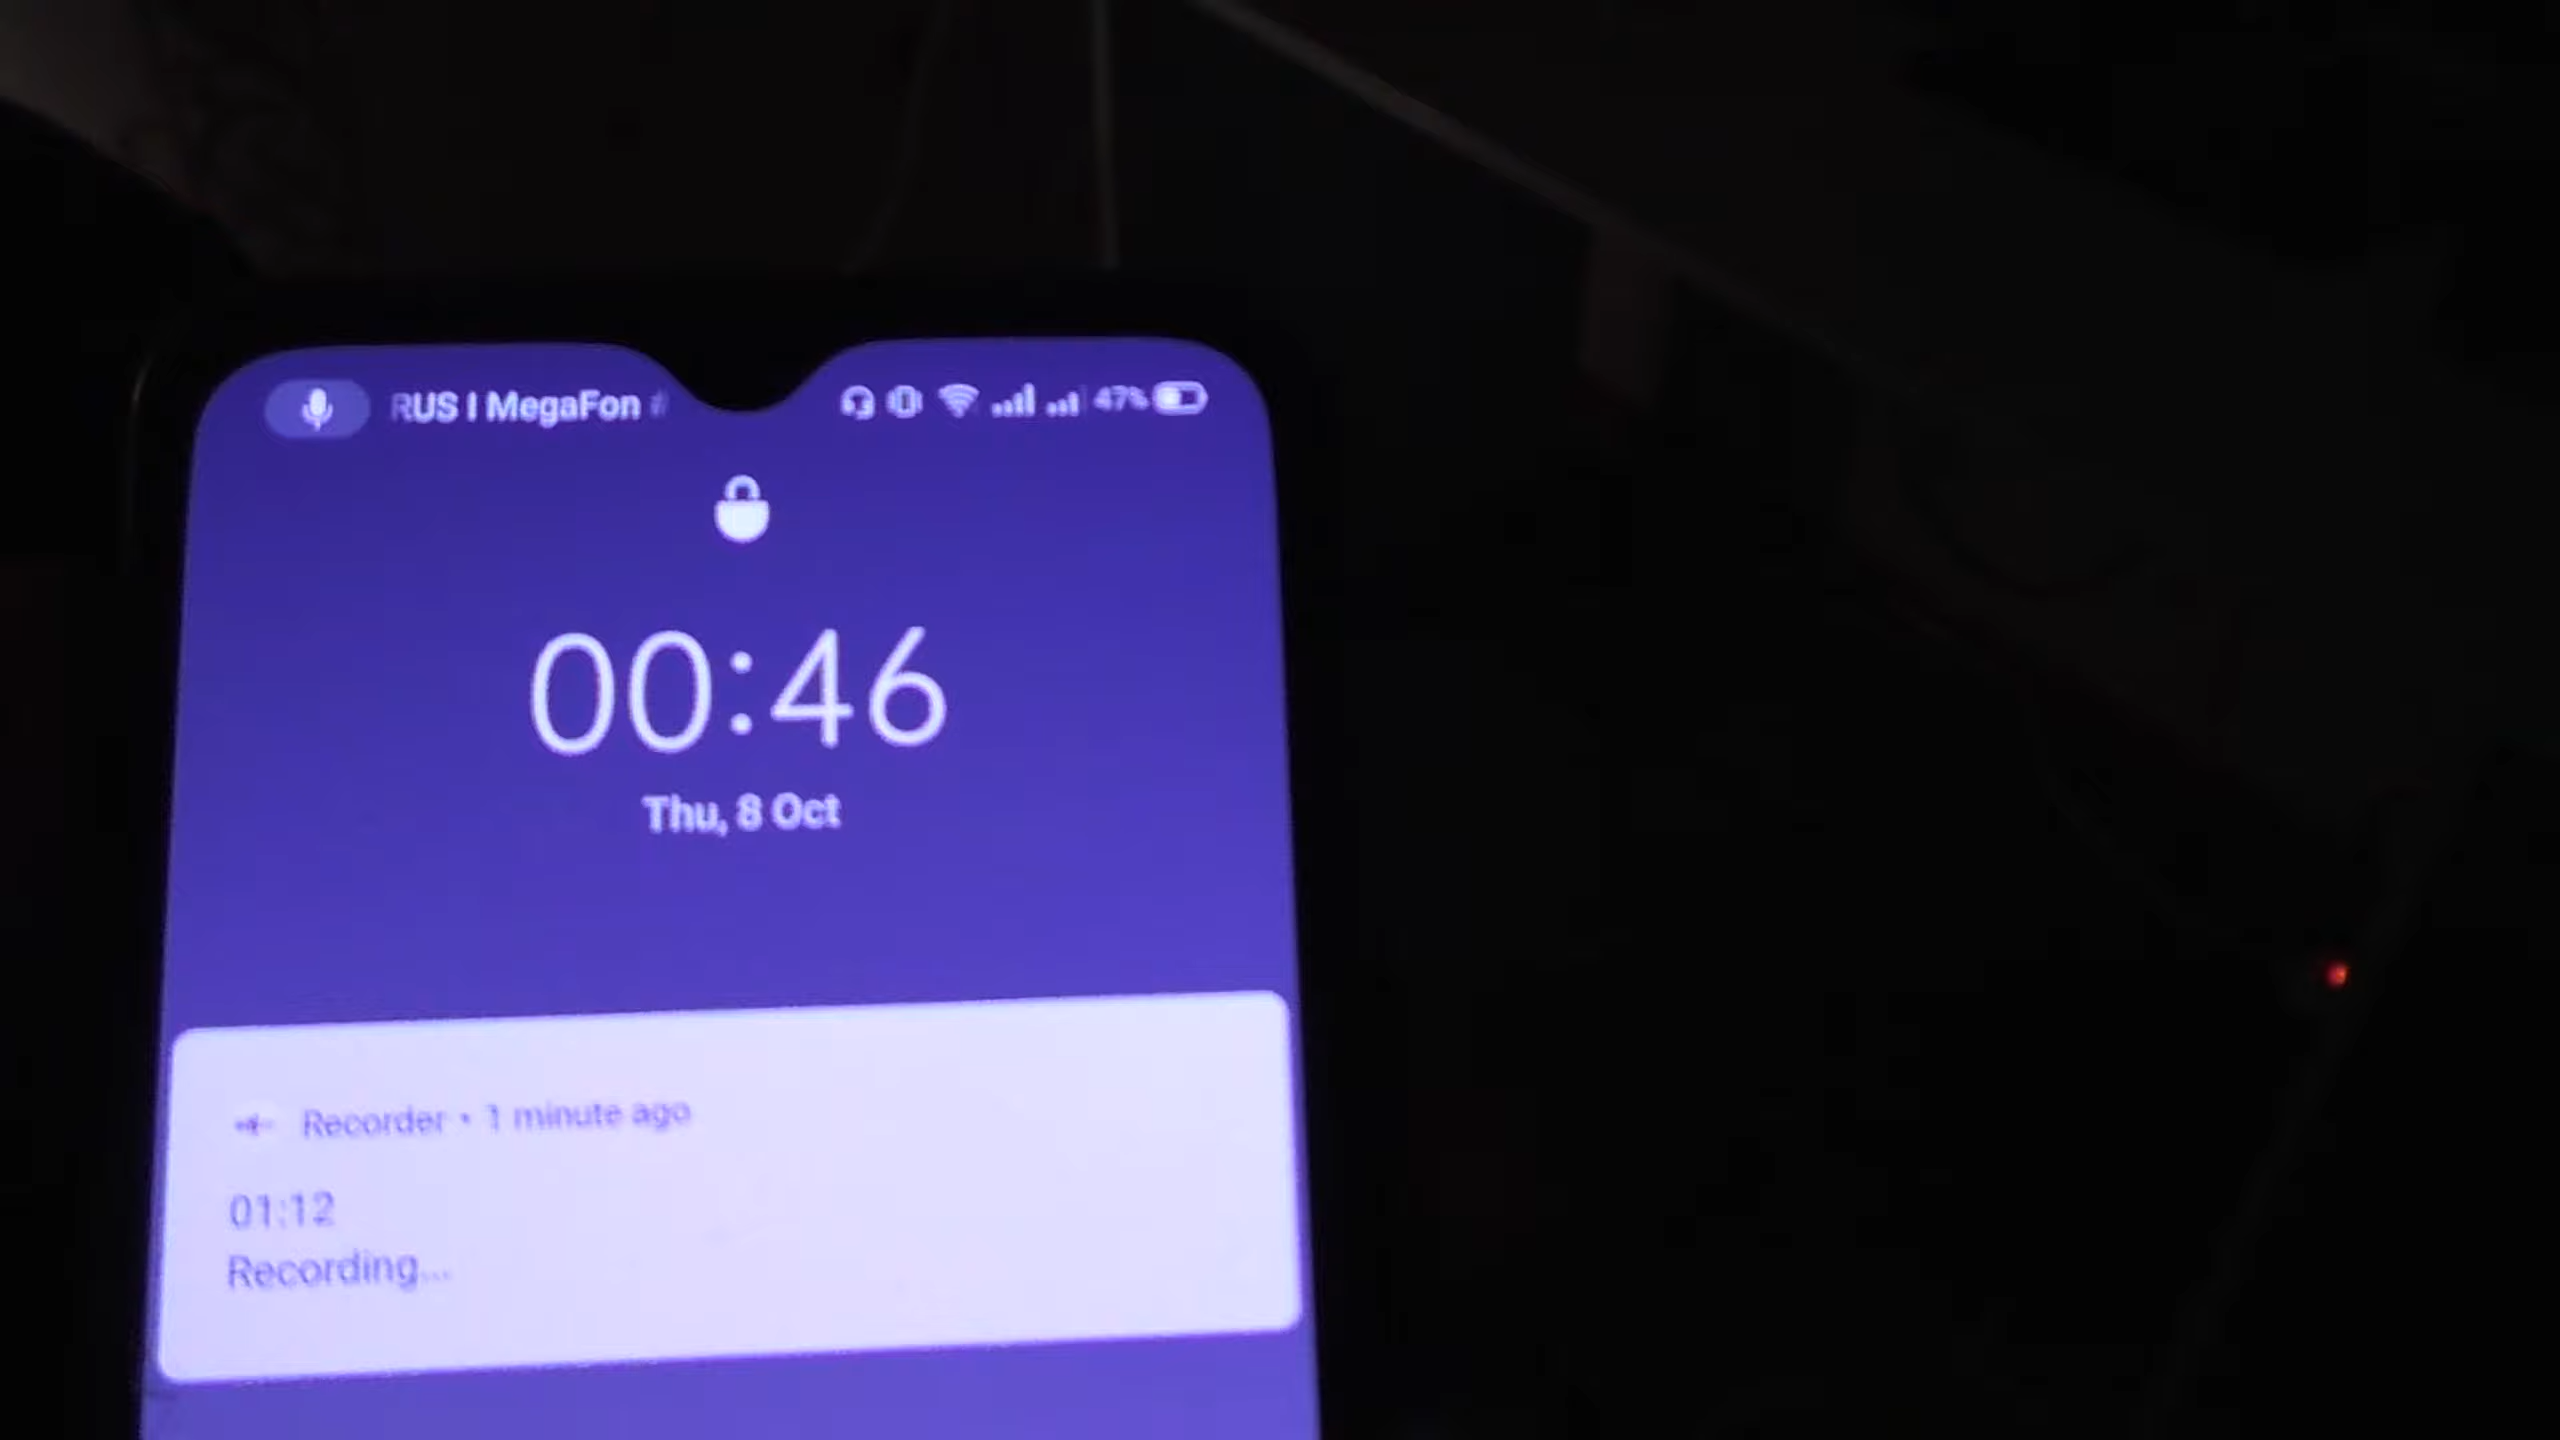 RUS | MegaFon # 47%
00:46
Thu, 8 Oct
Recorder • 1 minute ago
01:12
Recording...